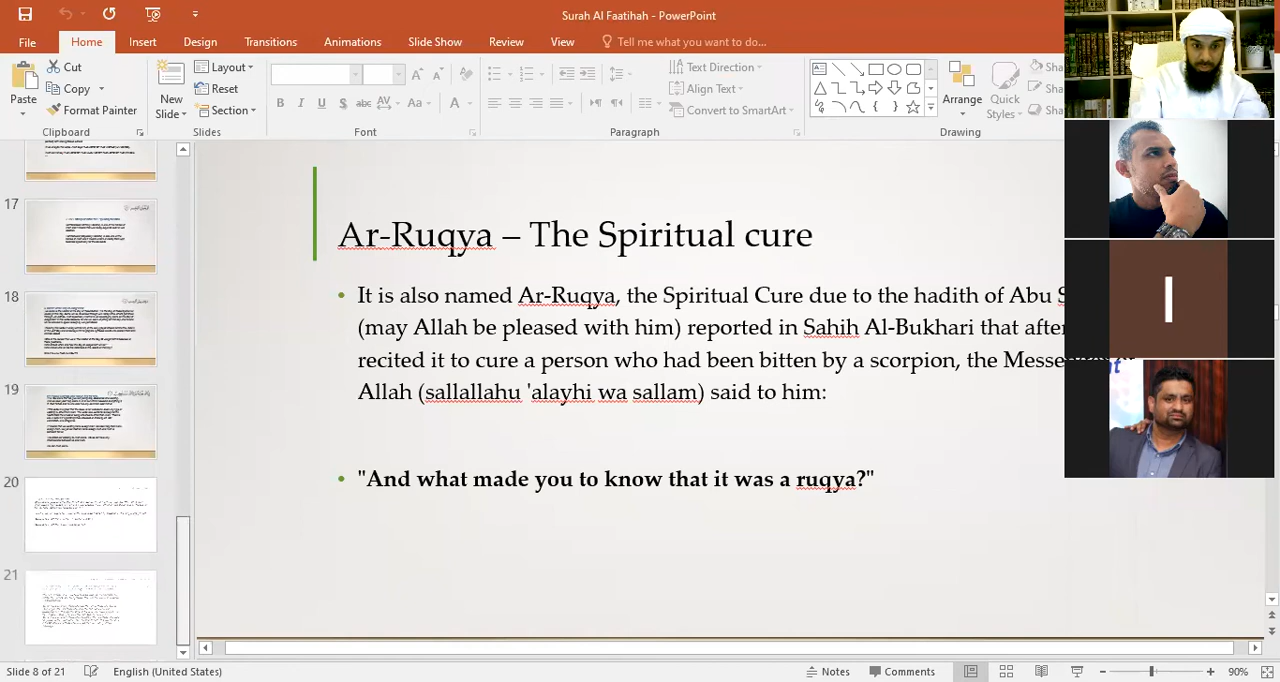 Surah Al Faatihah - PowerPoint
File Home Insert Design Transitions Animations Slide Show Review View Tell me what you want to do...
Cut
Copy
Format Painter
Paste
Clipboard
New
Slide
Layout
Reset
Section
Slides
B I U S abc AV Aa A
Font
Text Direction
Align Text
Convert to SmartArt
Paragraph
Arrange
Quick
Styles
Drawing
17
18
19
20
21
Ar-Ruqya – The Spiritual cure
• It is also named Ar-Ruqya, the Spiritual Cure due to the hadith of Abu
(may Allah be pleased with him) reported in Sahih Al-Bukhari that after
recited it to cure a person who had been bitten by a scorpion, the
Allah (sallallahu 'alayhi wa sallam) said to him:
• "And what made you to know that it was a ruqya?"
I
Slide 8 of 21 English (United States) Notes Comments 90%